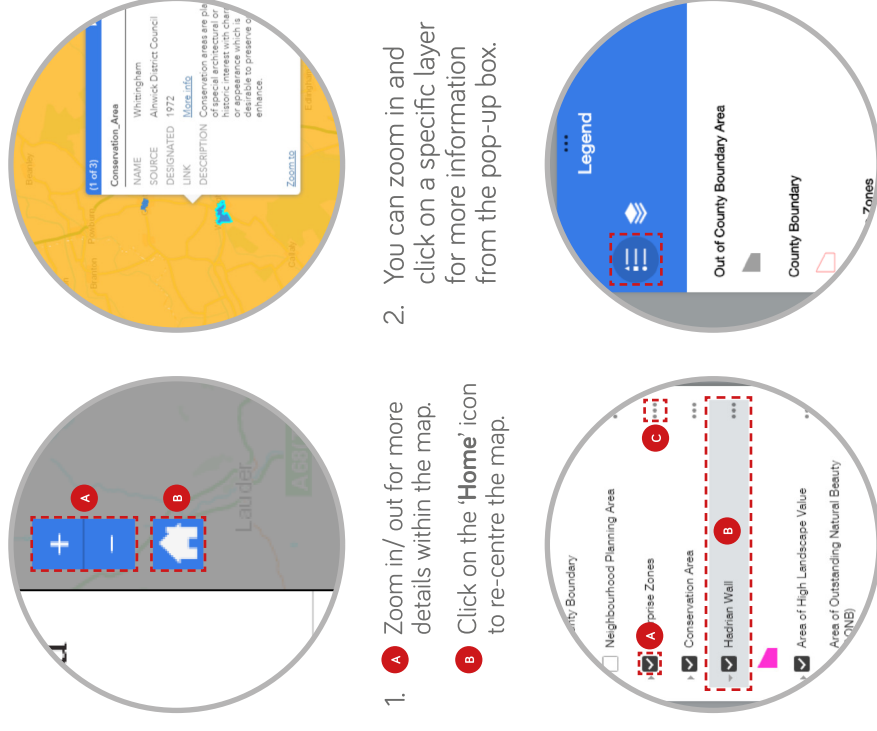 +
A
−
B
Lauder
A68
(1 of 3)
Conservation_Area
NAME Whittingham
SOURCE Alnwick District Council
DESIGNATED 1972
LINK More info
DESCRIPTION Conservation areas are
of special architectural or
historic interest with
or appearance which is
desirable to preserve
enhance.
Zoom to
Branton
1. A Zoom in/ out for more
details within the map.
B Click on the ‘Home’ icon
to re-centre the map.
2. You can zoom in and
click on a specific layer
for more information
from the pop-up box.
Boundary
Neighbourhood Planning Area
A Zones
C
Conservation Area
Hadrian Wall
B
Area of High Landscape Value
Area of Outstanding Natural Beauty
Legend
Out of County Boundary Area
County Boundary
Zones